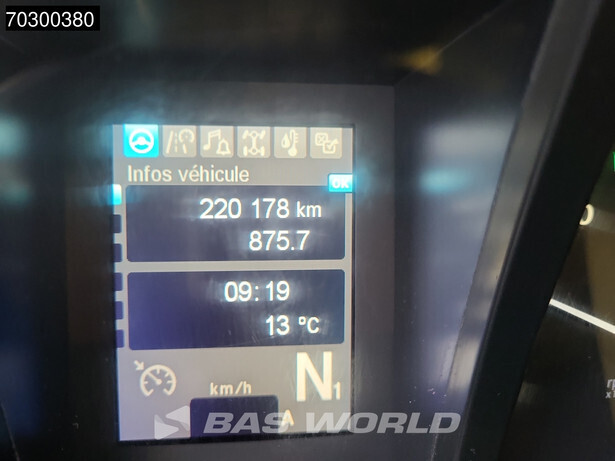 70300380
Infos véhicule
OK
220 178 km
875.7
09:19
13 °C
km/h
N1
A
BAS WORLD